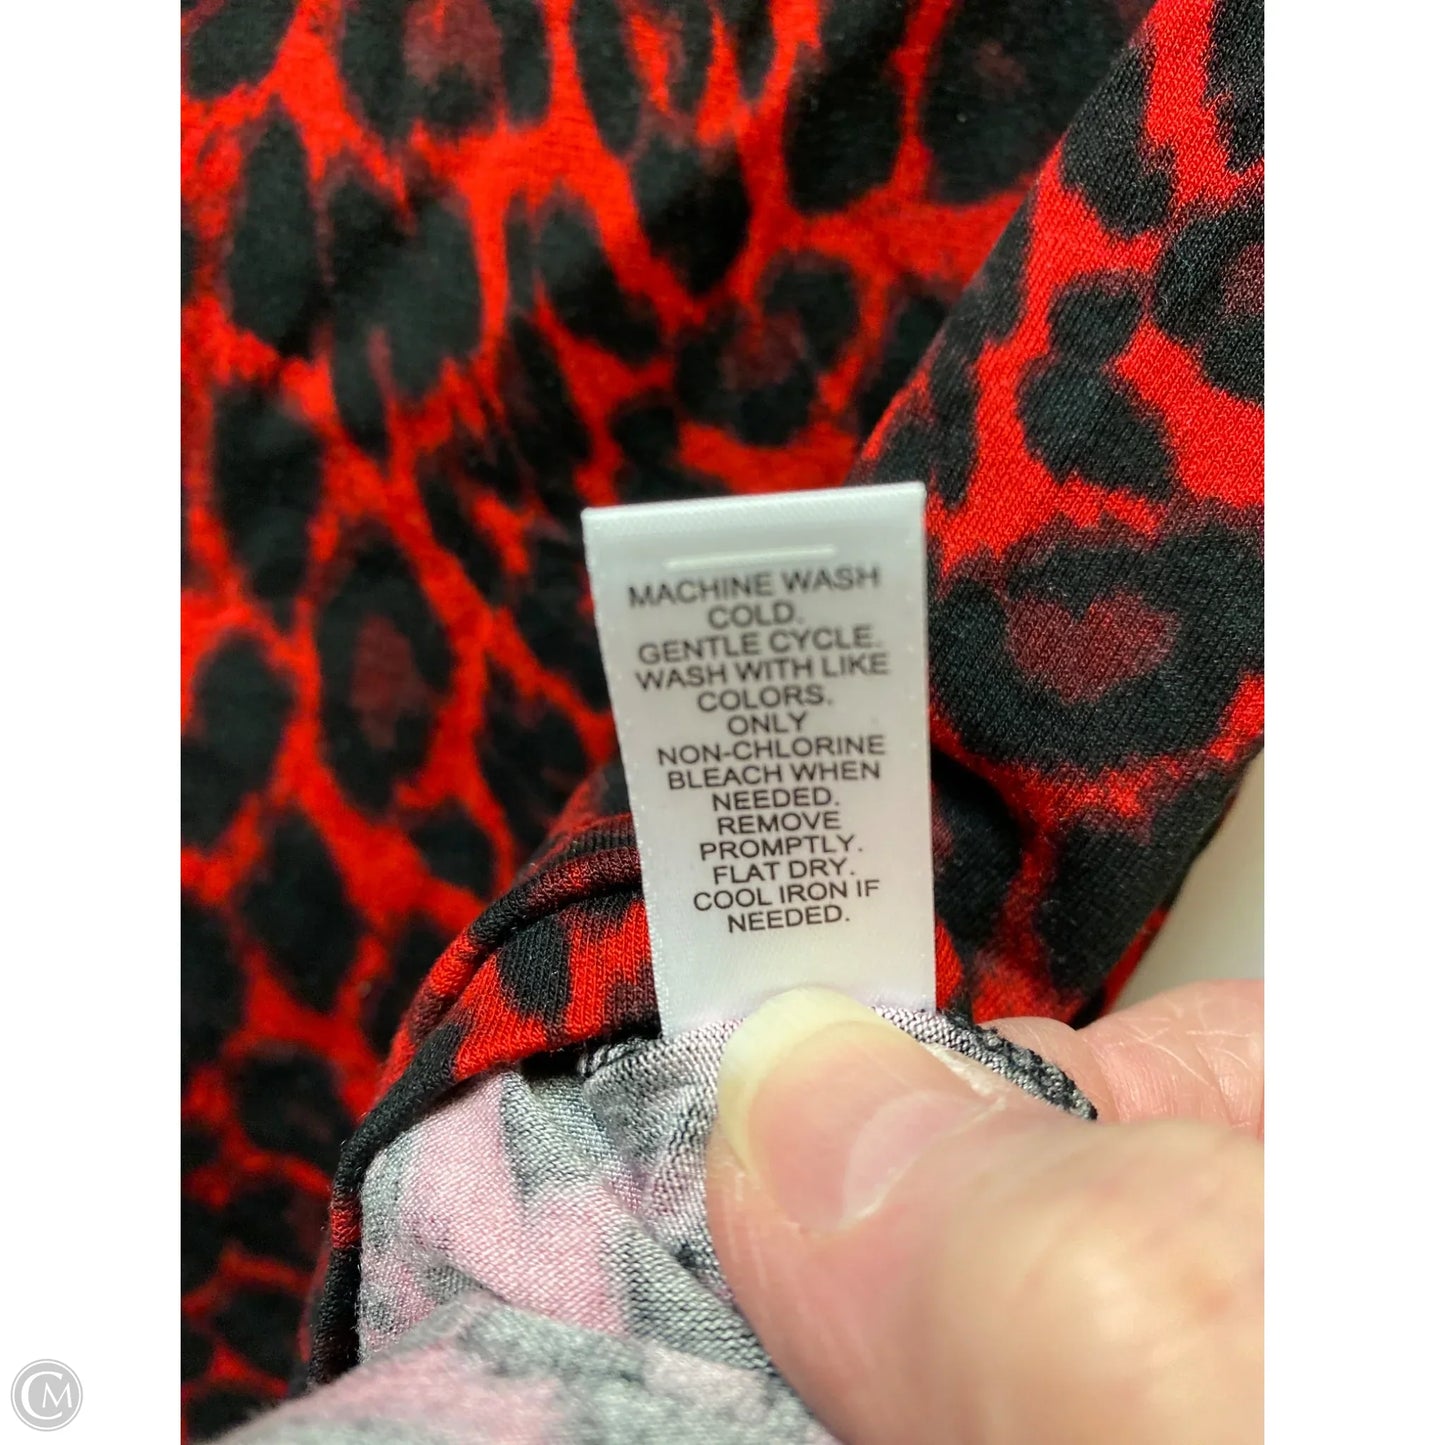 MACHINE WASH
COLD.
GENTLE CYCLE.
WASH WITH LIKE
COLORS.
ONLY
NON-CHLORINE
BLEACH WHEN
NEEDED.
REMOVE
PROMPTLY.
FLAT DRY.
COOL IRON IF
NEEDED.
CM